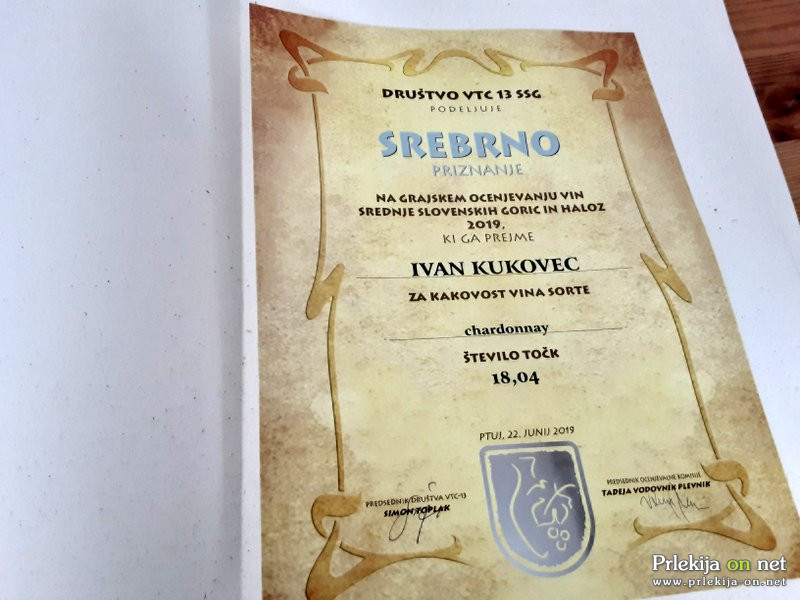 DRUŠTVO VTC 13 SSG
PODELJUJE
SREBRNO
PRIZNANJE
NA GRAJSKEM OCENJEVANJU VIN
SREDNJE SLOVENSKIH GORIC IN HALOZ
2019,
KI GA PREJME
IVAN KUKOVEC
ZA KAKOVOST VINA SORTE
chardonnay
ŠTEVILO TOČK
18,04
PTUJ, 22. JUNIJ 2019
PREDSEDNIK DRUŠTVA VTC-13
SIMON TOPLAK
PREDSEDNIK OCENJEVALNE KOMISIJE
TADEJA VODOVNIK PLEVNIK
Prlekija on net
www.prlekija-on.net